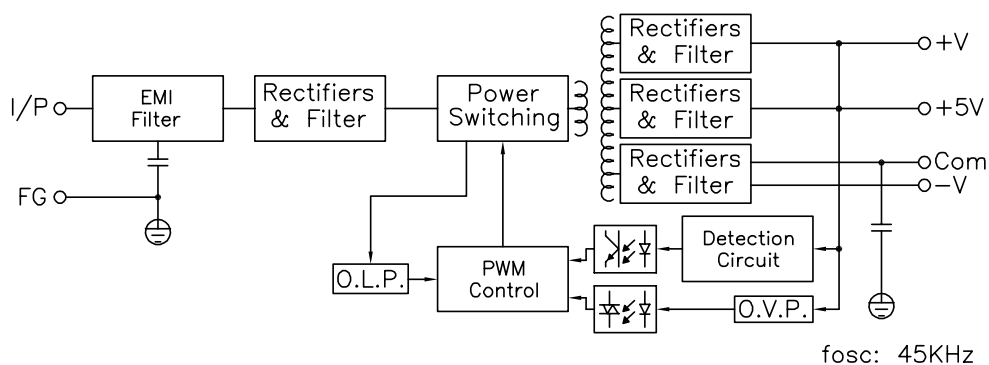 Rectifiers
& Filter
+V
I/P
EMI
Filter
Rectifiers
& Filter
Power
Switching
Rectifiers
& Filter
+5V
Rectifiers
& Filter
Com
-V
FG
Detection
Circuit
O.L.P.
PWM
Control
O.V.P.
fosc: 45KHz